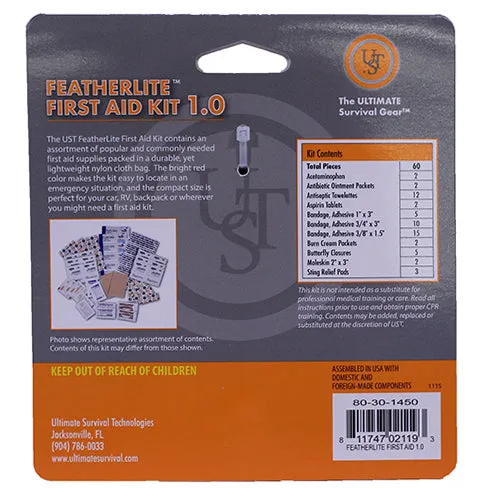 FEATHERLITE™
FIRST AID KIT 1.0
The UST FeatherLite First Aid Kit contains an
assortment of popular and commonly needed
first aid supplies packed in a durable, yet
lightweight nylon cloth bag. The bright red
color makes the kit easy to locate in an
emergency situation, and the compact size is
perfect for your car, RV, backpack or wherever
you might need a first aid kit.
Photo shows representative assortment of contents.
Contents of this kit may differ from those shown.
KEEP OUT OF REACH OF CHILDREN
Ultimate Survival Technologies
Jacksonville, FL
(904) 786-0033
www.ultimatesurvival.com
UST
The ULTIMATE
Survival Gear™
Kit Contents
Total Pieces 60
Acetaminophen 2
Antibiotic Ointment Packets 2
Antiseptic Towelettes 12
Aspirin Tablets 2
Bandage, Adhesive 1" x 3" 5
Bandage, Adhesive 3/4" x 3" 10
Bandage, Adhesive 3/8" x 1.5" 15
Burn Cream Packets 2
Butterfly Closures 5
Moleskin 2" x 3" 2
Sting Relief Pads 3
This kit is not intended as a substitute for
professional medical training or care. Read all
instructions prior to use and obtain proper CPR
training. Contents may be added, replaced or
substituted at the discretion of UST.
ASSEMBLED IN USA WITH
DOMESTIC AND
FOREIGN-MADE COMPONENTS
1115
80-30-1450
8 11747 02119 3
FEATHERLITE FIRST AID 1.0
UST